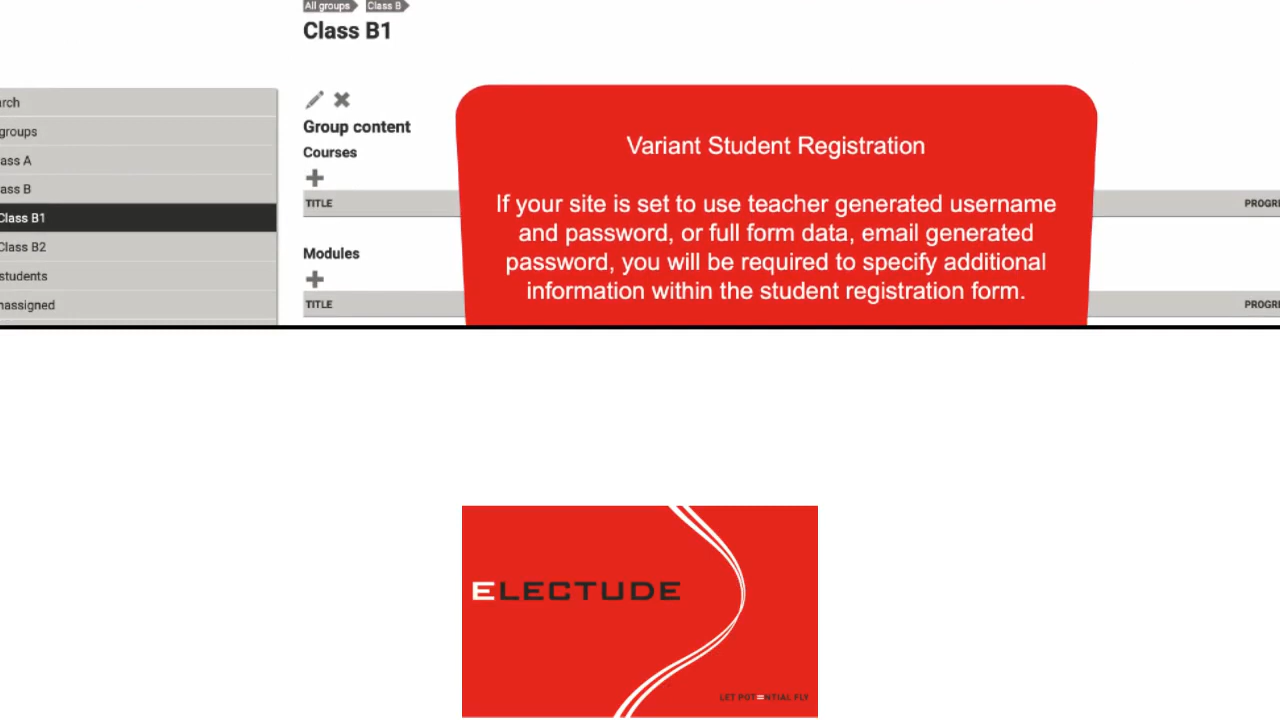 All groups Class B
Class B1
arch
groups
ass A
ass B
Class B1
Class B2
students
nassigned
Group content
Courses
TITLE
PROGRE
Modules
TITLE
PROGRE
Variant Student Registration
If your site is set to use teacher generated username
and password, or full form data, email generated
password, you will be required to specify additional
information within the student registration form.
ELECTUDE
LET POTENTIAL FLY